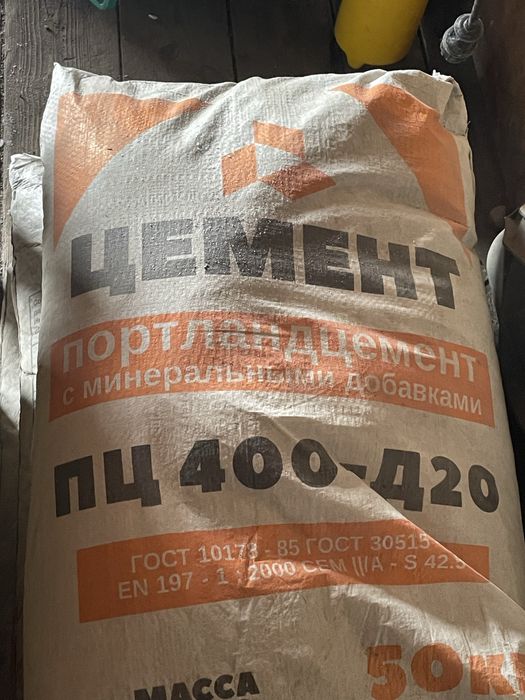 ЦЕМЕНТ
портландцемент
с минеральными добавками
ПЦ 400-Д20
ГОСТ 10178 - 85 ГОСТ 30515
EN 197 - 1 : 2000 CEM II/A - S 42.5
МАССА 50кг